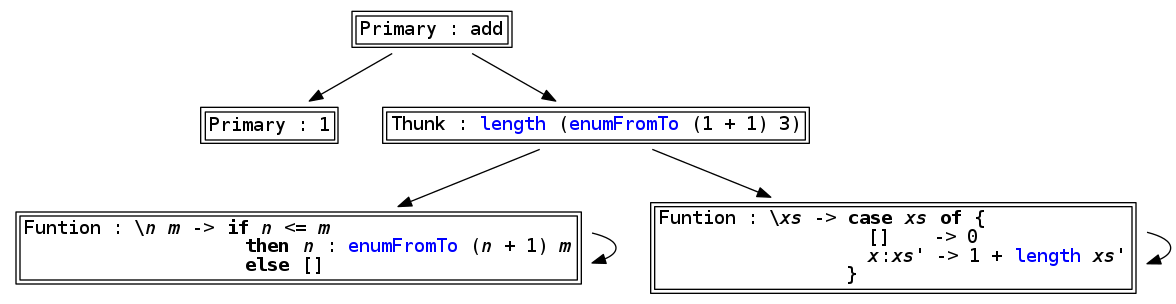 Primary : add
Primary : 1
Thunk : length (enumFromTo (1 + 1) 3)
Funtion : \n m -> if n <= m
then n : enumFromTo (n + 1) m
else []
Funtion : \xs -> case xs of {
[] -> 0
x:xs' -> 1 + length xs'
}